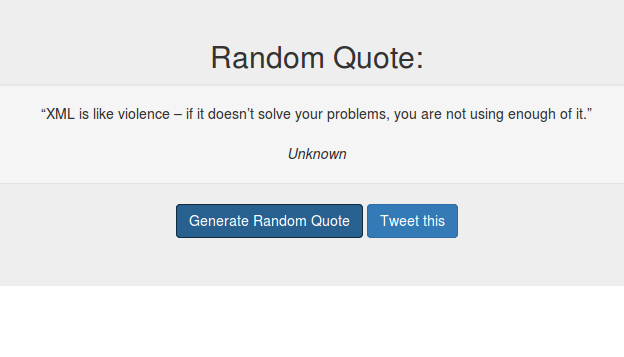 Random Quote:
“XML is like violence – if it doesn’t solve your problems, you are not using enough of it.”
Unknown
Generate Random Quote
Tweet this